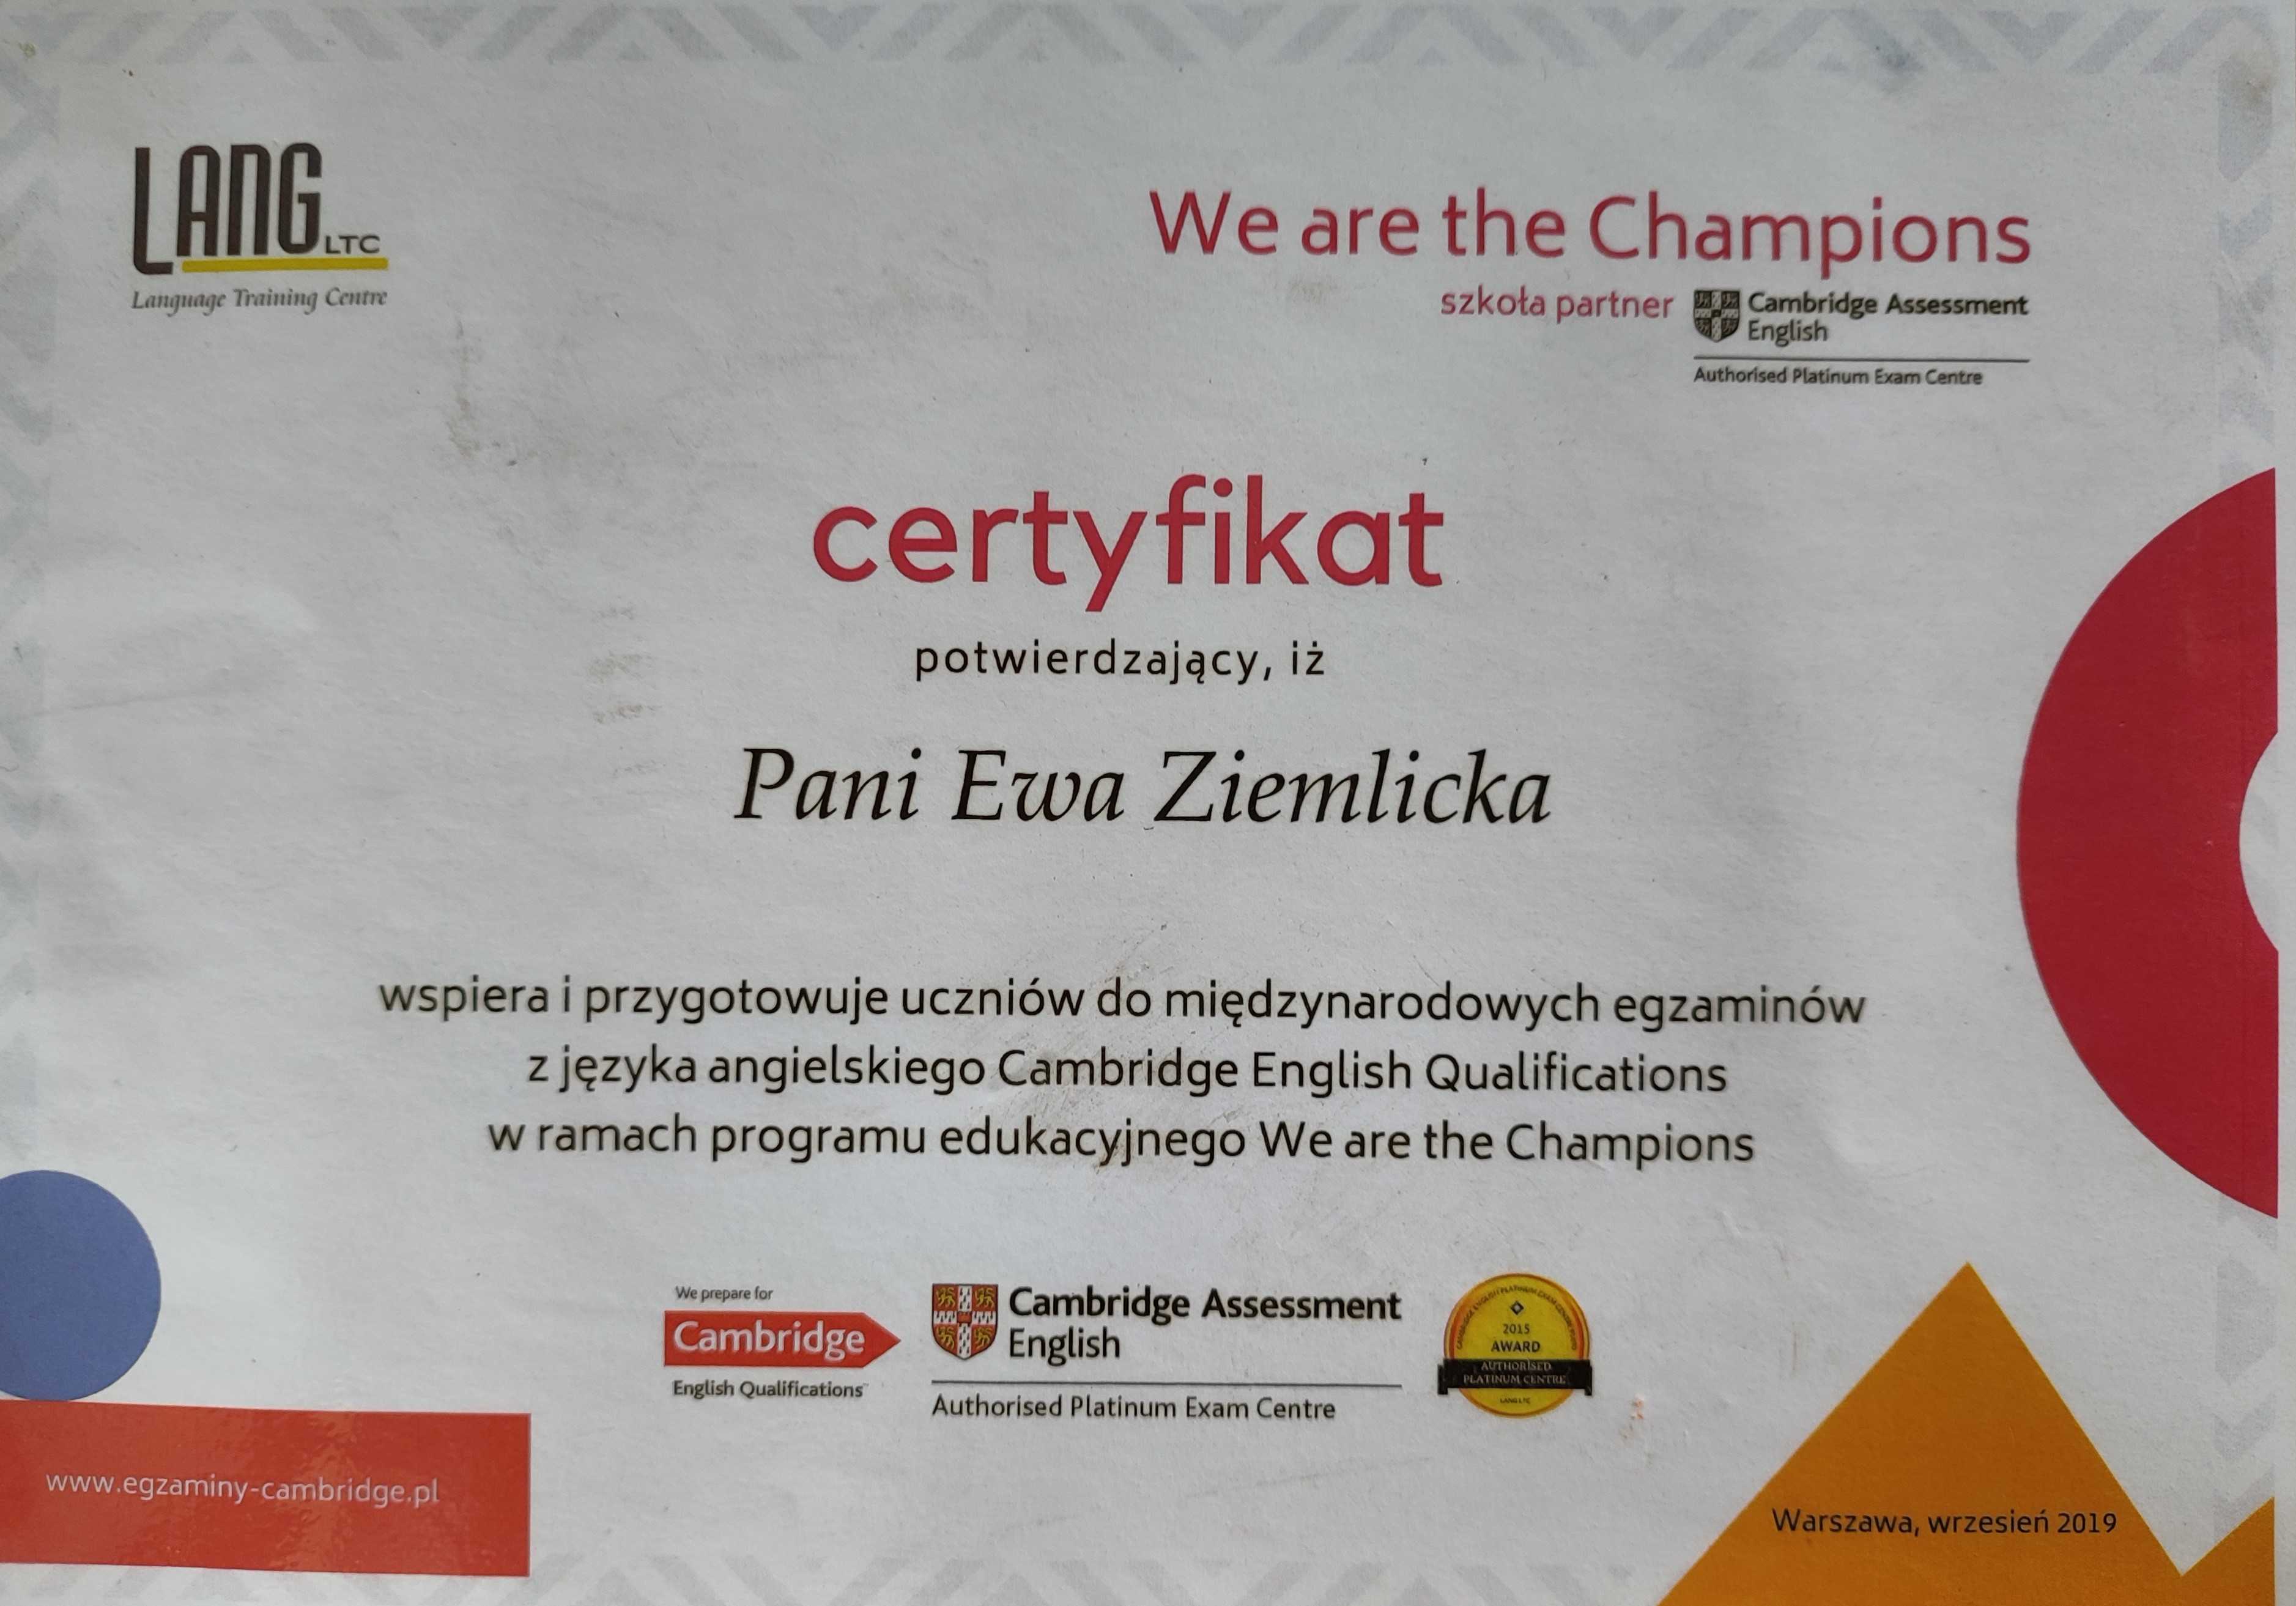 LANG LTC
Language Training Centre
We are the Champions
szkoła partner
Cambridge Assessment
English
Authorised Platinum Exam Centre
certyfikat
potwierdzający, iż
Pani Ewa Ziemlicka
wspiera i przygotowuje uczniów do międzynarodowych egzaminów
z języka angielskiego Cambridge English Qualifications
w ramach programu edukacyjnego We are the Champions
We prepare for
Cambridge
English Qualifications
Cambridge Assessment
English
Authorised Platinum Exam Centre
2015
AWARD
AUTHORISED
PLATINUM CENTRE
LANG LTC
www.egzaminy-cambridge.pl
Warszawa, wrzesień 2019